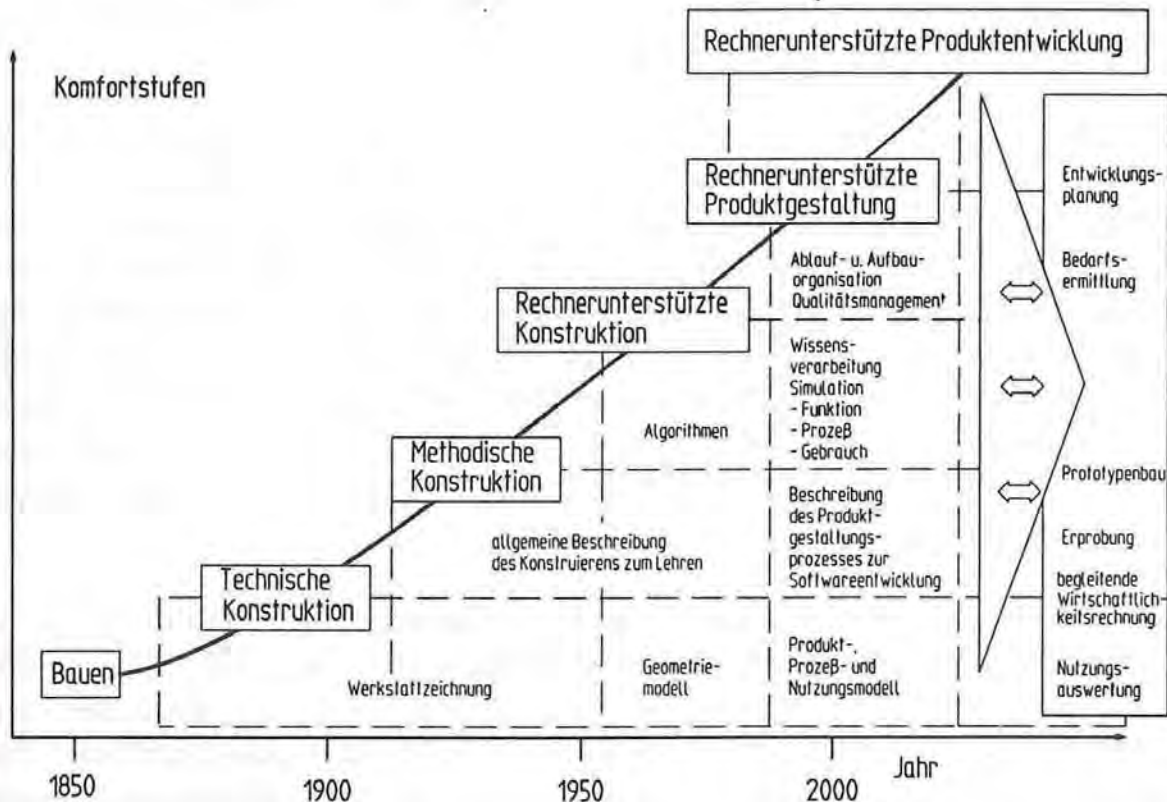 Rechnerunterstützte Produktentwicklung
Komfortstufen
Rechnerunterstützte
Produktgestaltung
Entwicklungs-
planung
Ablauf- u. Aufbau-
organisation
Qualitätsmanagement
Bedarfs-
ermittlung
Rechnerunterstützte
Konstruktion
Wissens-
verarbeitung
Simulation
- Funktion
- Prozeß
- Gebrauch
Algorithmen
Methodische
Konstruktion
Prototypenbau
Beschreibung
des Produkt-
gestaltungs-
prozesses zur
Softwareentwicklung
allgemeine Beschreibung
des Konstruierens zum Lehren
Erprobung
Technische
Konstruktion
begleitende
Wirtschaftlich-
keitsrechnung
Bauen
Werkstattzeichnung
Geometrie-
modell
Produkt-,
Prozeß- und
Nutzungsmodell
Nutzungs-
auswertung
1850
1900
1950
2000
Jahr